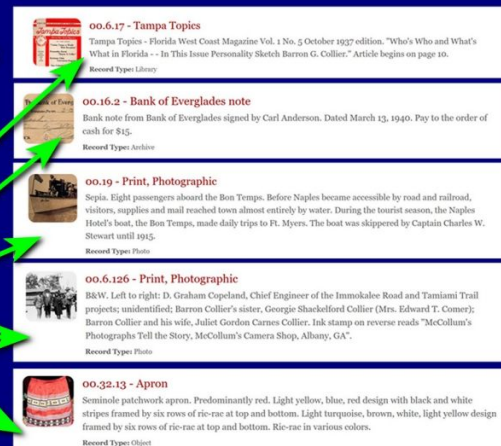 Tampa Topics
00.6.17 - Tampa Topics
Tampa Topics - Florida West Coast Magazine Vol. 1 No. 5 October 1937 edition. "Who's Who and What's
What in Florida - - In This Issue Personality Sketch Barron G. Collier." Article begins on page 10.
Record Type: Library
00.16.2 - Bank of Everglades note
Bank note from Bank of Everglades signed by Carl Anderson. Dated March 13, 1940. Pay to the order of
cash for $15.
Record Type: Archive
00.19 - Print, Photographic
Sepia. Eight passengers aboard the Bon Temps. Before Naples became accessible by road and railroad,
visitors, supplies and mail reached town almost entirely by water. During the tourist season, the Naples
Hotel's boat, the Bon Temps, made daily trips to Ft. Myers. The boat was skippered by Captain Charles W.
Stewart until 1915.
Record Type: Photo
00.6.126 - Print, Photographic
B&W. Left to right: D. Graham Copeland, Chief Engineer of the Immokalee Road and Tamiami Trail
projects; unidentified; Barron Collier's sister, Georgie Shackelford Collier (Mrs. Edward T. Comer);
Barron Collier and his wife, Juliet Gordon Carnes Collier. Ink stamp on reverse reads "McCollum's
Photographs Tell the Story, McCollum's Camera Shop, Albany, GA".
Record Type: Photo
00.32.13 - Apron
Seminole patchwork apron. Predominantly red. Light yellow, blue, red design with black and white
stripes framed by six rows of ric-rac at top and bottom. Light turquoise, brown, white, light yellow design
framed by six rows of ric-rac at top and bottom. Ric-rac in various colors.
Record Type: Object